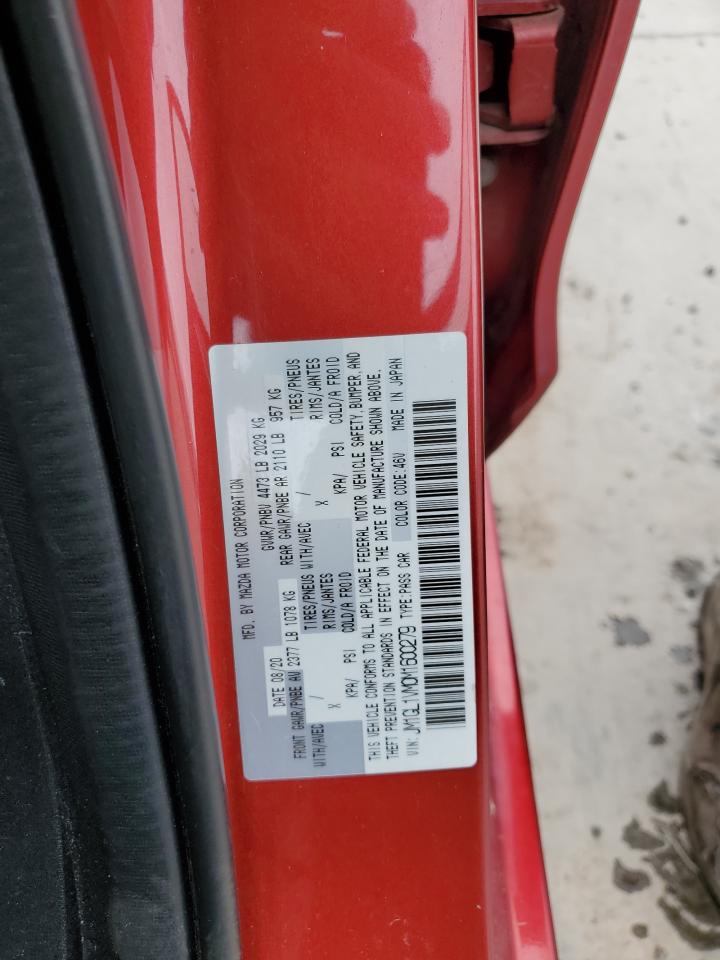 MFD. BY MAZDA MOTOR CORPORATION
DATE 08/20 GVWR/PNBV 4473 LB 2029 KG
FRONT GAWR/PNBE AV 2377 LB 1078 KG REAR GAWR/PNBE AR 2110 LB 957 KG
WITH/AVEC / TIRES/PNEUS WITH/AVEC / TIRES/PNEUS
X RIMS/JANTES X RIMS/JANTES
KPA/ PSI COLD/A FROID KPA/ PSI COLD/A FROID
THIS VEHICLE CONFORMS TO ALL APPLICABLE FEDERAL MOTOR VEHICLE SAFETY, BUMPER, AND
THEFT PREVENTION STANDARDS IN EFFECT ON THE DATE OF MANUFACTURE SHOWN ABOVE.
VIN: JM1GL1VM0M1600279 TYPE:PASS CAR COLOR CODE:46V MADE IN JAPAN